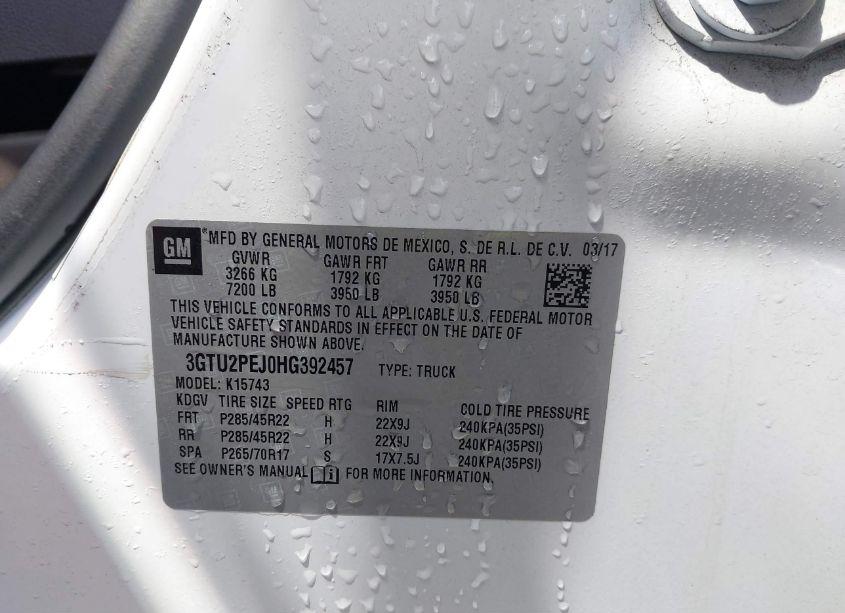 GM
MFD BY GENERAL MOTORS DE MEXICO, S. DE R.L. DE C.V. 03/17
GVWR GAWR FRT GAWR RR
3266 KG 1792 KG 1792 KG
7200 LB 3950 LB 3950 LB
THIS VEHICLE CONFORMS TO ALL APPLICABLE U.S. FEDERAL MOTOR
VEHICLE SAFETY STANDARDS IN EFFECT ON THE DATE OF
MANUFACTURE SHOWN ABOVE.
3GTU2PEJ0HG392457 TYPE: TRUCK
MODEL: K15743
KDGV TIRE SIZE SPEED RTG RIM COLD TIRE PRESSURE
FRT P285/45R22 H 22X9J 240KPA(35PSI)
RR P285/45R22 H 22X9J 240KPA(35PSI)
SPA P265/70R17 S 17X7.5J 240KPA(35PSI)
SEE OWNER'S MANUAL FOR MORE INFORMATION.